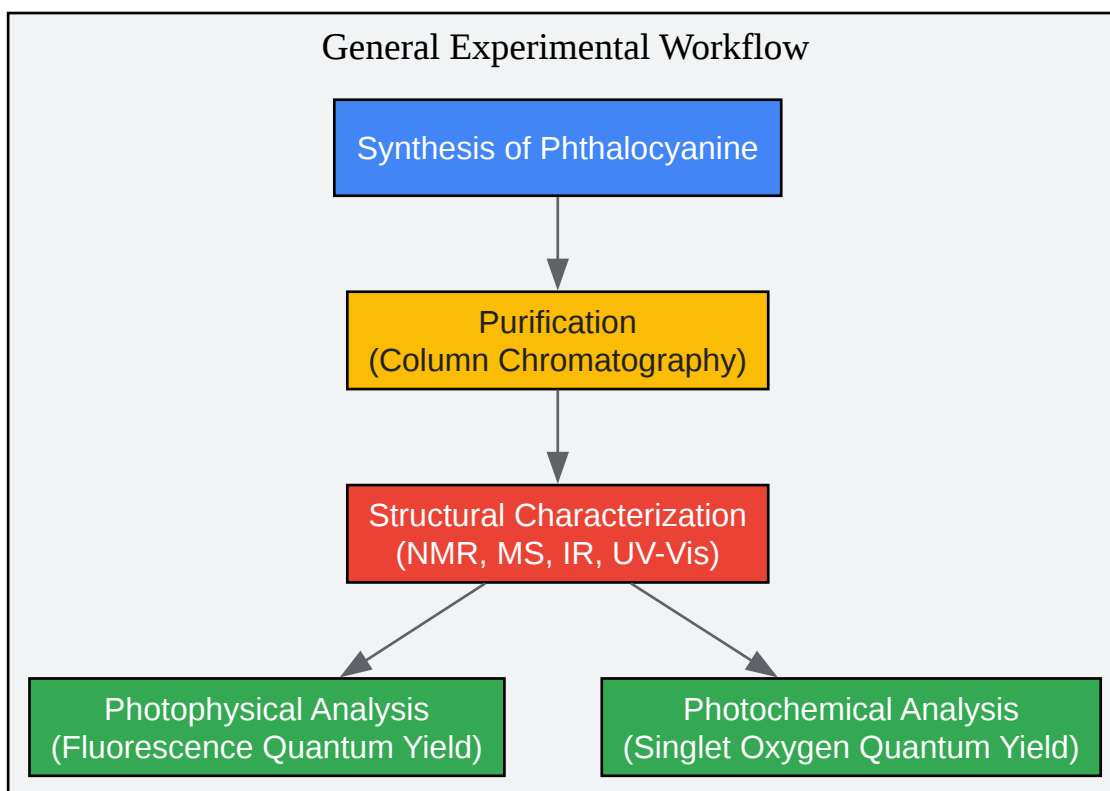 General Experimental Workflow
Synthesis of Phthalocyanine
Purification
(Column Chromatography)
Structural Characterization
(NMR, MS, IR, UV-Vis)
Photophysical Analysis
(Fluorescence Quantum Yield)
Photochemical Analysis
(Singlet Oxygen Quantum Yield)